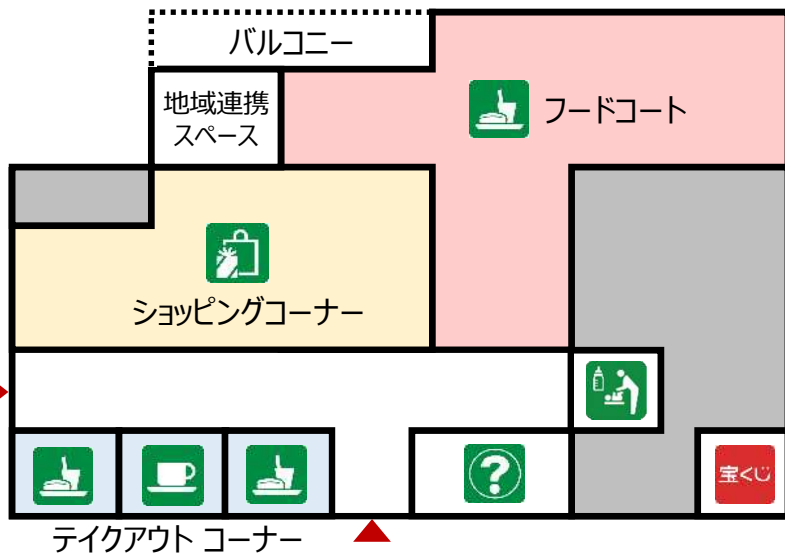 バルコニー
地域連携
スペース
フードコート
ショッピングコーナー
?
宝くじ
テイクアウト コーナー